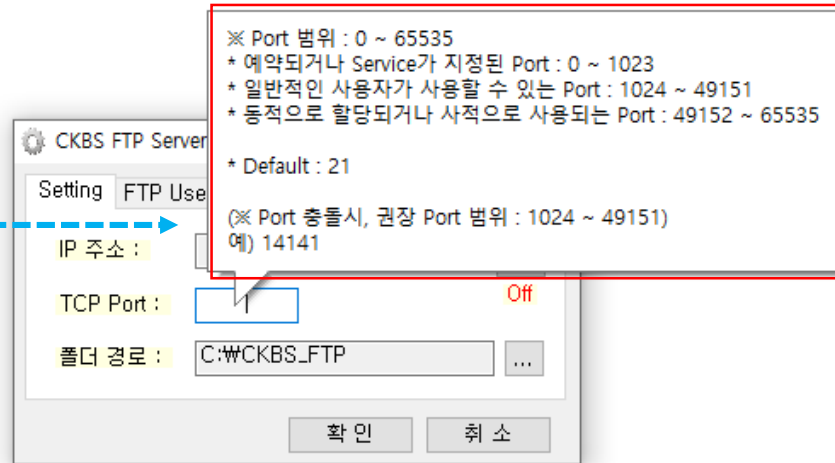 ※ Port 범위 : 0 ~ 65535
* 예약되거나 Service가 지정된 Port : 0 ~ 1023
* 일반적인 사용자가 사용할 수 있는 Port : 1024 ~ 49151
* 동적으로 할당되거나 사적으로 사용되는 Port : 49152 ~ 65535
* Default : 21
(※ Port 충돌시, 권장 Port 범위 : 1024 ~ 49151)
예) 14141
CKBS FTP Server
Setting FTP Use
IP 주소 :
TCP Port :
Off
폴더 경로 : C:₩CKBS_FTP ...
확 인 취 소